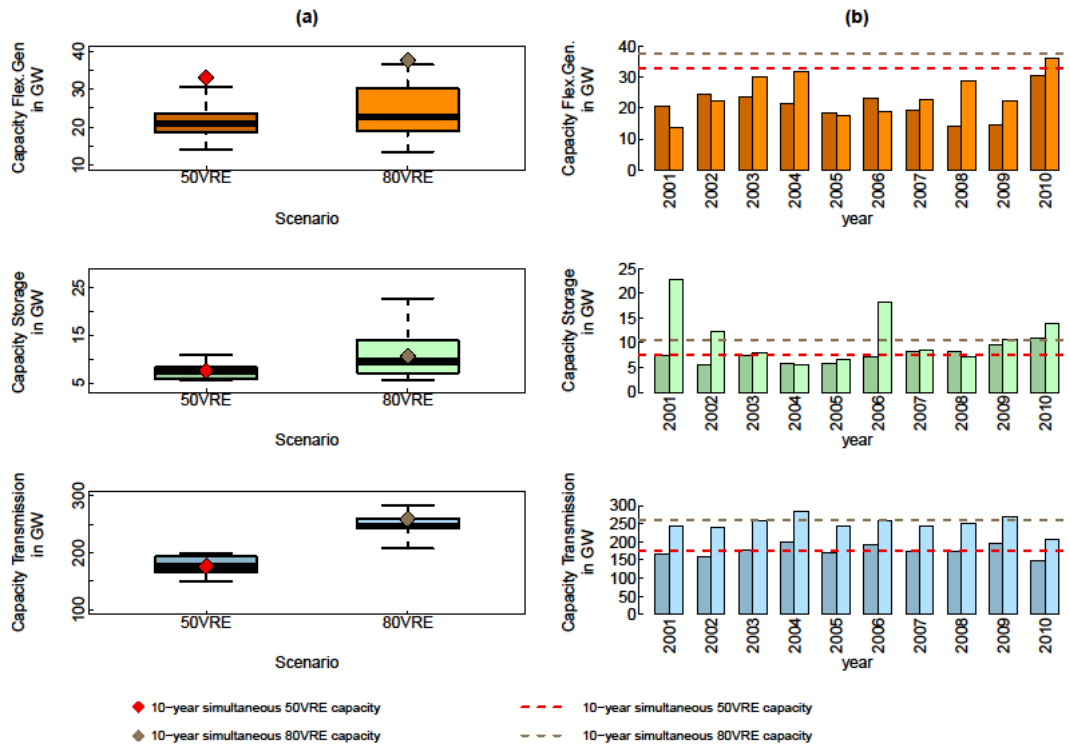 (a)
(b)
Capacity Flex.Gen
in GW
10
20
30
40
50VRE
80VRE
Scenario
Capacity Flex.Gen.
in GW
0
10
20
30
40
2001
2002
2003
2004
2005
2006
2007
2008
2009
2010
year
Capacity Storage
in GW
5
15
25
50VRE
80VRE
Scenario
Capacity Storage
in GW
0
5
10
15
20
25
2001
2002
2003
2004
2005
2006
2007
2008
2009
2010
year
Capacity Transmission
in GW
100
200
300
50VRE
80VRE
Scenario
Capacity Transmission
in GW
0
50
100
150
200
250
300
2001
2002
2003
2004
2005
2006
2007
2008
2009
2010
year
10−year simultaneous 50VRE capacity
10−year simultaneous 80VRE capacity
10−year simultaneous 50VRE capacity
10−year simultaneous 80VRE capacity